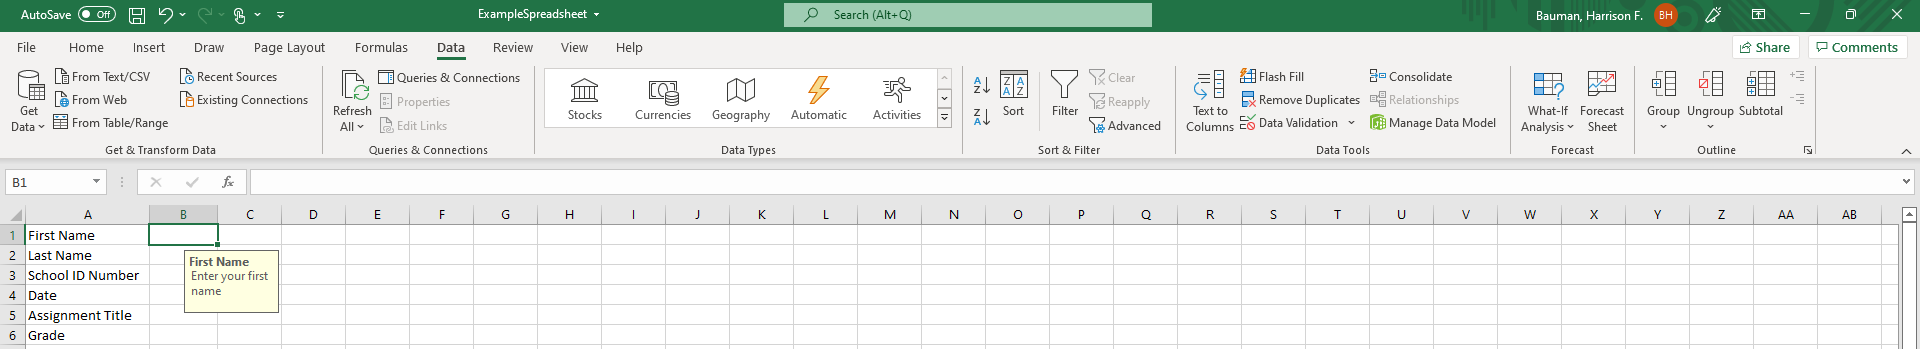 AutoSave Off ExampleSpreadsheet Search (Alt+Q) Bauman, Harrison F. BH
File Home Insert Draw Page Layout Formulas Data Review View Help Share Comments
Get Data
From Text/CSV
From Web
From Table/Range
Recent Sources
Existing Connections
Get & Transform Data
Refresh All
Queries & Connections
Properties
Edit Links
Queries & Connections
Stocks Currencies Geography Automatic Activities
Data Types
Sort
Filter
Clear
Reapply
Advanced
Sort & Filter
Text to
Columns
Flash Fill
Remove Duplicates
Data Validation
Consolidate
Relationships
Manage Data Model
Data Tools
What-If
Analysis
Forecast
Sheet
Forecast
Group Ungroup Subtotal
Outline
B1 fx
A B C D E F G H I J K L M N O P Q R S T U V W X Y Z AA AB
1 First Name
2 Last Name
3 School ID Number
4 Date
5 Assignment Title
6 Grade
First Name
Enter your first
name